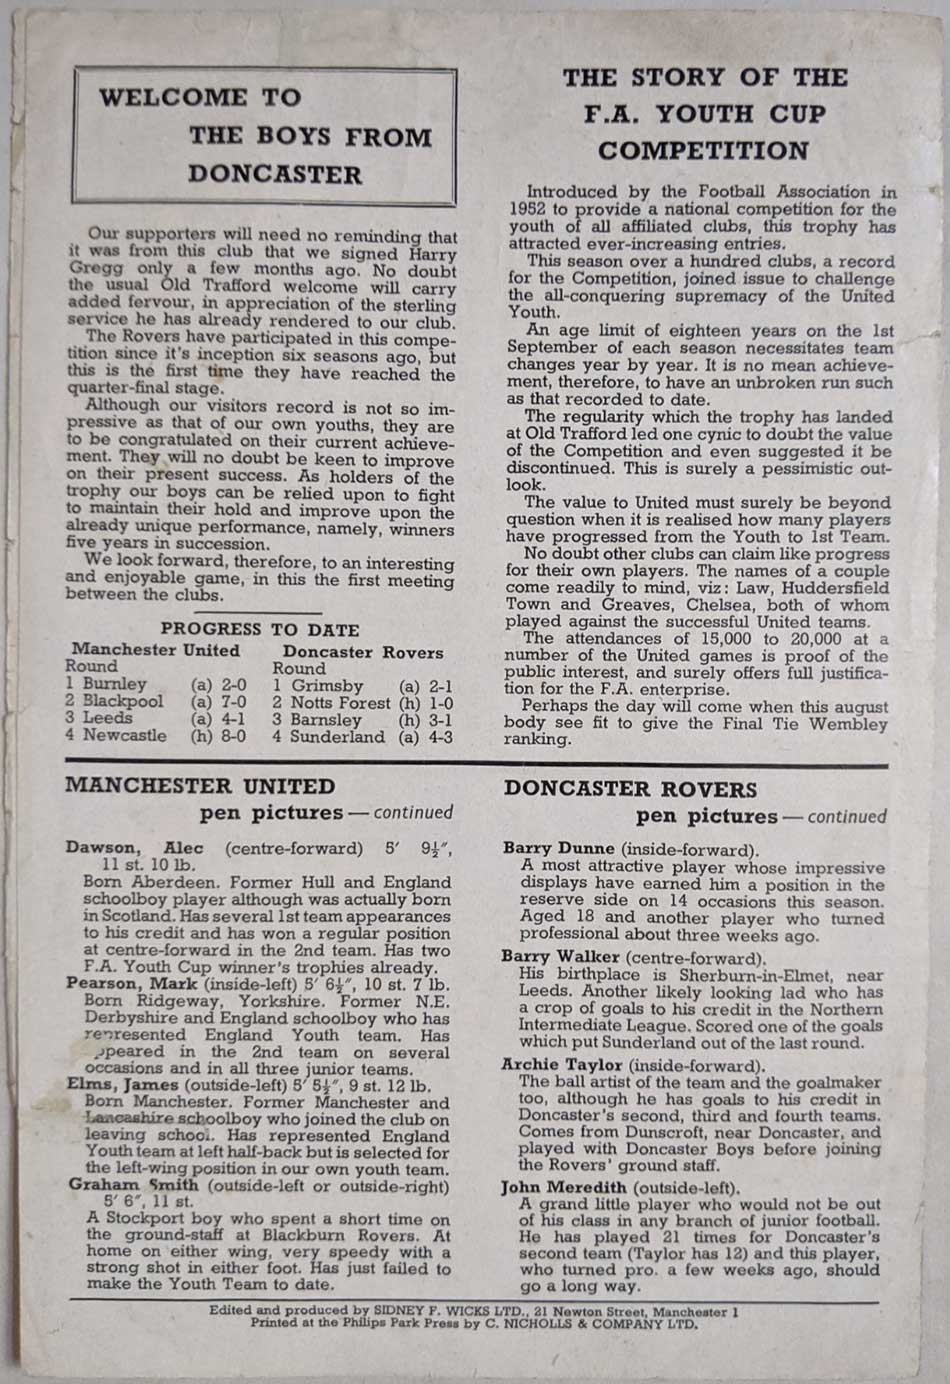 WELCOME TO
THE BOYS FROM
DONCASTER
Our supporters will need no reminding that
it was from this club that we signed Harry
Gregg only a few months ago. No doubt
the usual Old Trafford welcome will carry
added fervour, in appreciation of the sterling
service he has already rendered to our club.
The Rovers have participated in this compe-
tition since it's inception six seasons ago, but
this is the first time they have reached the
quarter-final stage.
Although our visitors record is not so im-
pressive as that of our own youths, they are
to be congratulated on their current achieve-
ment. They will no doubt be keen to improve
on their present success. As holders of the
trophy our boys can be relied upon to fight
to maintain their hold and improve upon the
already unique performance, namely, winners
five years in succession.
We look forward, therefore, to an interesting
and enjoyable game, in this the first meeting
between the clubs.
PROGRESS TO DATE
Manchester United Doncaster Rovers
Round Round
1 Burnley (a) 2-0 1 Grimsby (a) 2-1
2 Blackpool (a) 7-0 2 Notts Forest (h) 1-0
3 Leeds (a) 4-1 3 Barnsley (h) 3-1
4 Newcastle (h) 8-0 4 Sunderland (a) 4-3
THE STORY OF THE
F.A. YOUTH CUP
COMPETITION
Introduced by the Football Association in
1952 to provide a national competition for the
youth of all affiliated clubs, this trophy has
attracted ever-increasing entries.
This season over a hundred clubs, a record
for the Competition, joined issue to challenge
the all-conquering supremacy of the United
Youth.
An age limit of eighteen years on the 1st
September of each season necessitates team
changes year by year. It is no mean achieve-
ment, therefore, to have an unbroken run such
as that recorded to date.
The regularity which the trophy has landed
at Old Trafford led one cynic to doubt the value
of the Competition and even suggested it be
discontinued. This is surely a pessimistic out-
look.
The value to United must surely be beyond
question when it is realised how many players
have progressed from the Youth to 1st Team.
No doubt other clubs can claim like progress
for their own players. The names of a couple
come readily to mind, viz: Law, Huddersfield
Town and Greaves, Chelsea, both of whom
played against the successful United teams.
The attendances of 15,000 to 20,000 at a
number of the United games is proof of the
public interest, and surely offers full justifica-
tion for the F.A. enterprise.
Perhaps the day will come when this august
body see fit to give the Final Tie Wembley
ranking.
MANCHESTER UNITED
pen pictures — continued
Dawson, Alec (centre-forward) 5′ 9½″,
11 st. 10 lb.
Born Aberdeen. Former Hull and England
schoolboy player although was actually born
in Scotland. Has several 1st team appearances
to his credit and has won a regular position
at centre-forward in the 2nd team. Has two
F.A. Youth Cup winner's trophies already.
Pearson, Mark (inside-left) 5′ 6½″, 10 st. 7 lb.
Born Ridgeway, Yorkshire. Former N.E.
Derbyshire and England schoolboy who has
represented England Youth team. Has
ppeared in the 2nd team on several
occasions and in all three junior teams.
Elms, James (outside-left) 5′ 5½″, 9 st. 12 lb.
Born Manchester. Former Manchester and
Lancashire schoolboy who joined the club on
leaving school. Has represented England
Youth team at left half-back but is selected for
the left-wing position in our own youth team.
Graham Smith (outside-left or outside-right)
5′ 6″, 11 st.
A Stockport boy who spent a short time on
the ground-staff at Blackburn Rovers. At
home on either wing, very speedy with a
strong shot in either foot. Has just failed to
make the Youth Team to date.
DONCASTER ROVERS
pen pictures — continued
Barry Dunne (inside-forward).
A most attractive player whose impressive
displays have earned him a position in the
reserve side on 14 occasions this season.
Aged 18 and another player who turned
professional about three weeks ago.
Barry Walker (centre-forward).
His birthplace is Sherburn-in-Elmet, near
Leeds. Another likely looking lad who has
a crop of goals to his credit in the Northern
Intermediate League. Scored one of the goals
which put Sunderland out of the last round.
Archie Taylor (inside-forward).
The ball artist of the team and the goalmaker
too, although he has goals to his credit in
Doncaster's second, third and fourth teams.
Comes from Dunscroft, near Doncaster, and
played with Doncaster Boys before joining
the Rovers' ground staff.
John Meredith (outside-left).
A grand little player who would not be out
of his class in any branch of junior football.
He has played 21 times for Doncaster's
second team (Taylor has 12) and this player,
who turned pro. a few weeks ago, should
go a long way.
Edited and produced by SIDNEY F. WICKS LTD., 21 Newton Street, Manchester 1
Printed at the Philips Park Press by C. NICHOLLS & COMPANY LTD.